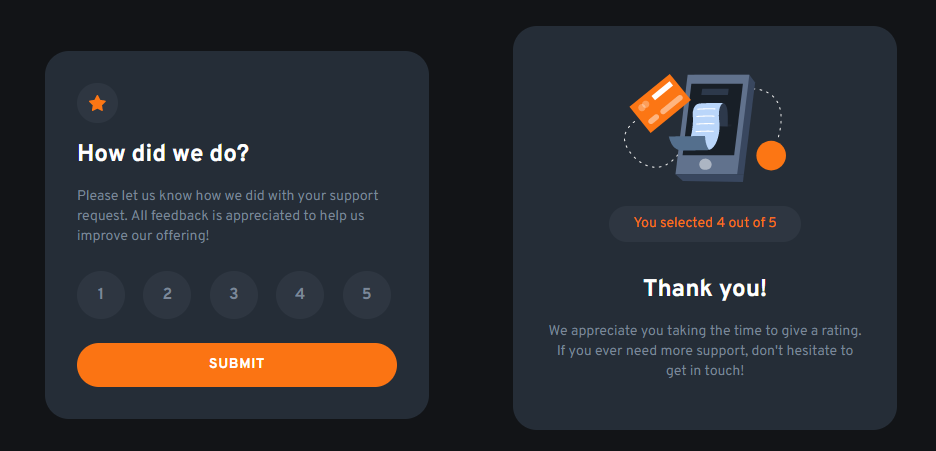 How did we do?
Please let us know how we did with your support
request. All feedback is appreciated to help us
improve our offering!
1 2 3 4 5
SUBMIT
You selected 4 out of 5
Thank you!
We appreciate you taking the time to give a rating.
If you ever need more support, don't hesitate to
get in touch!